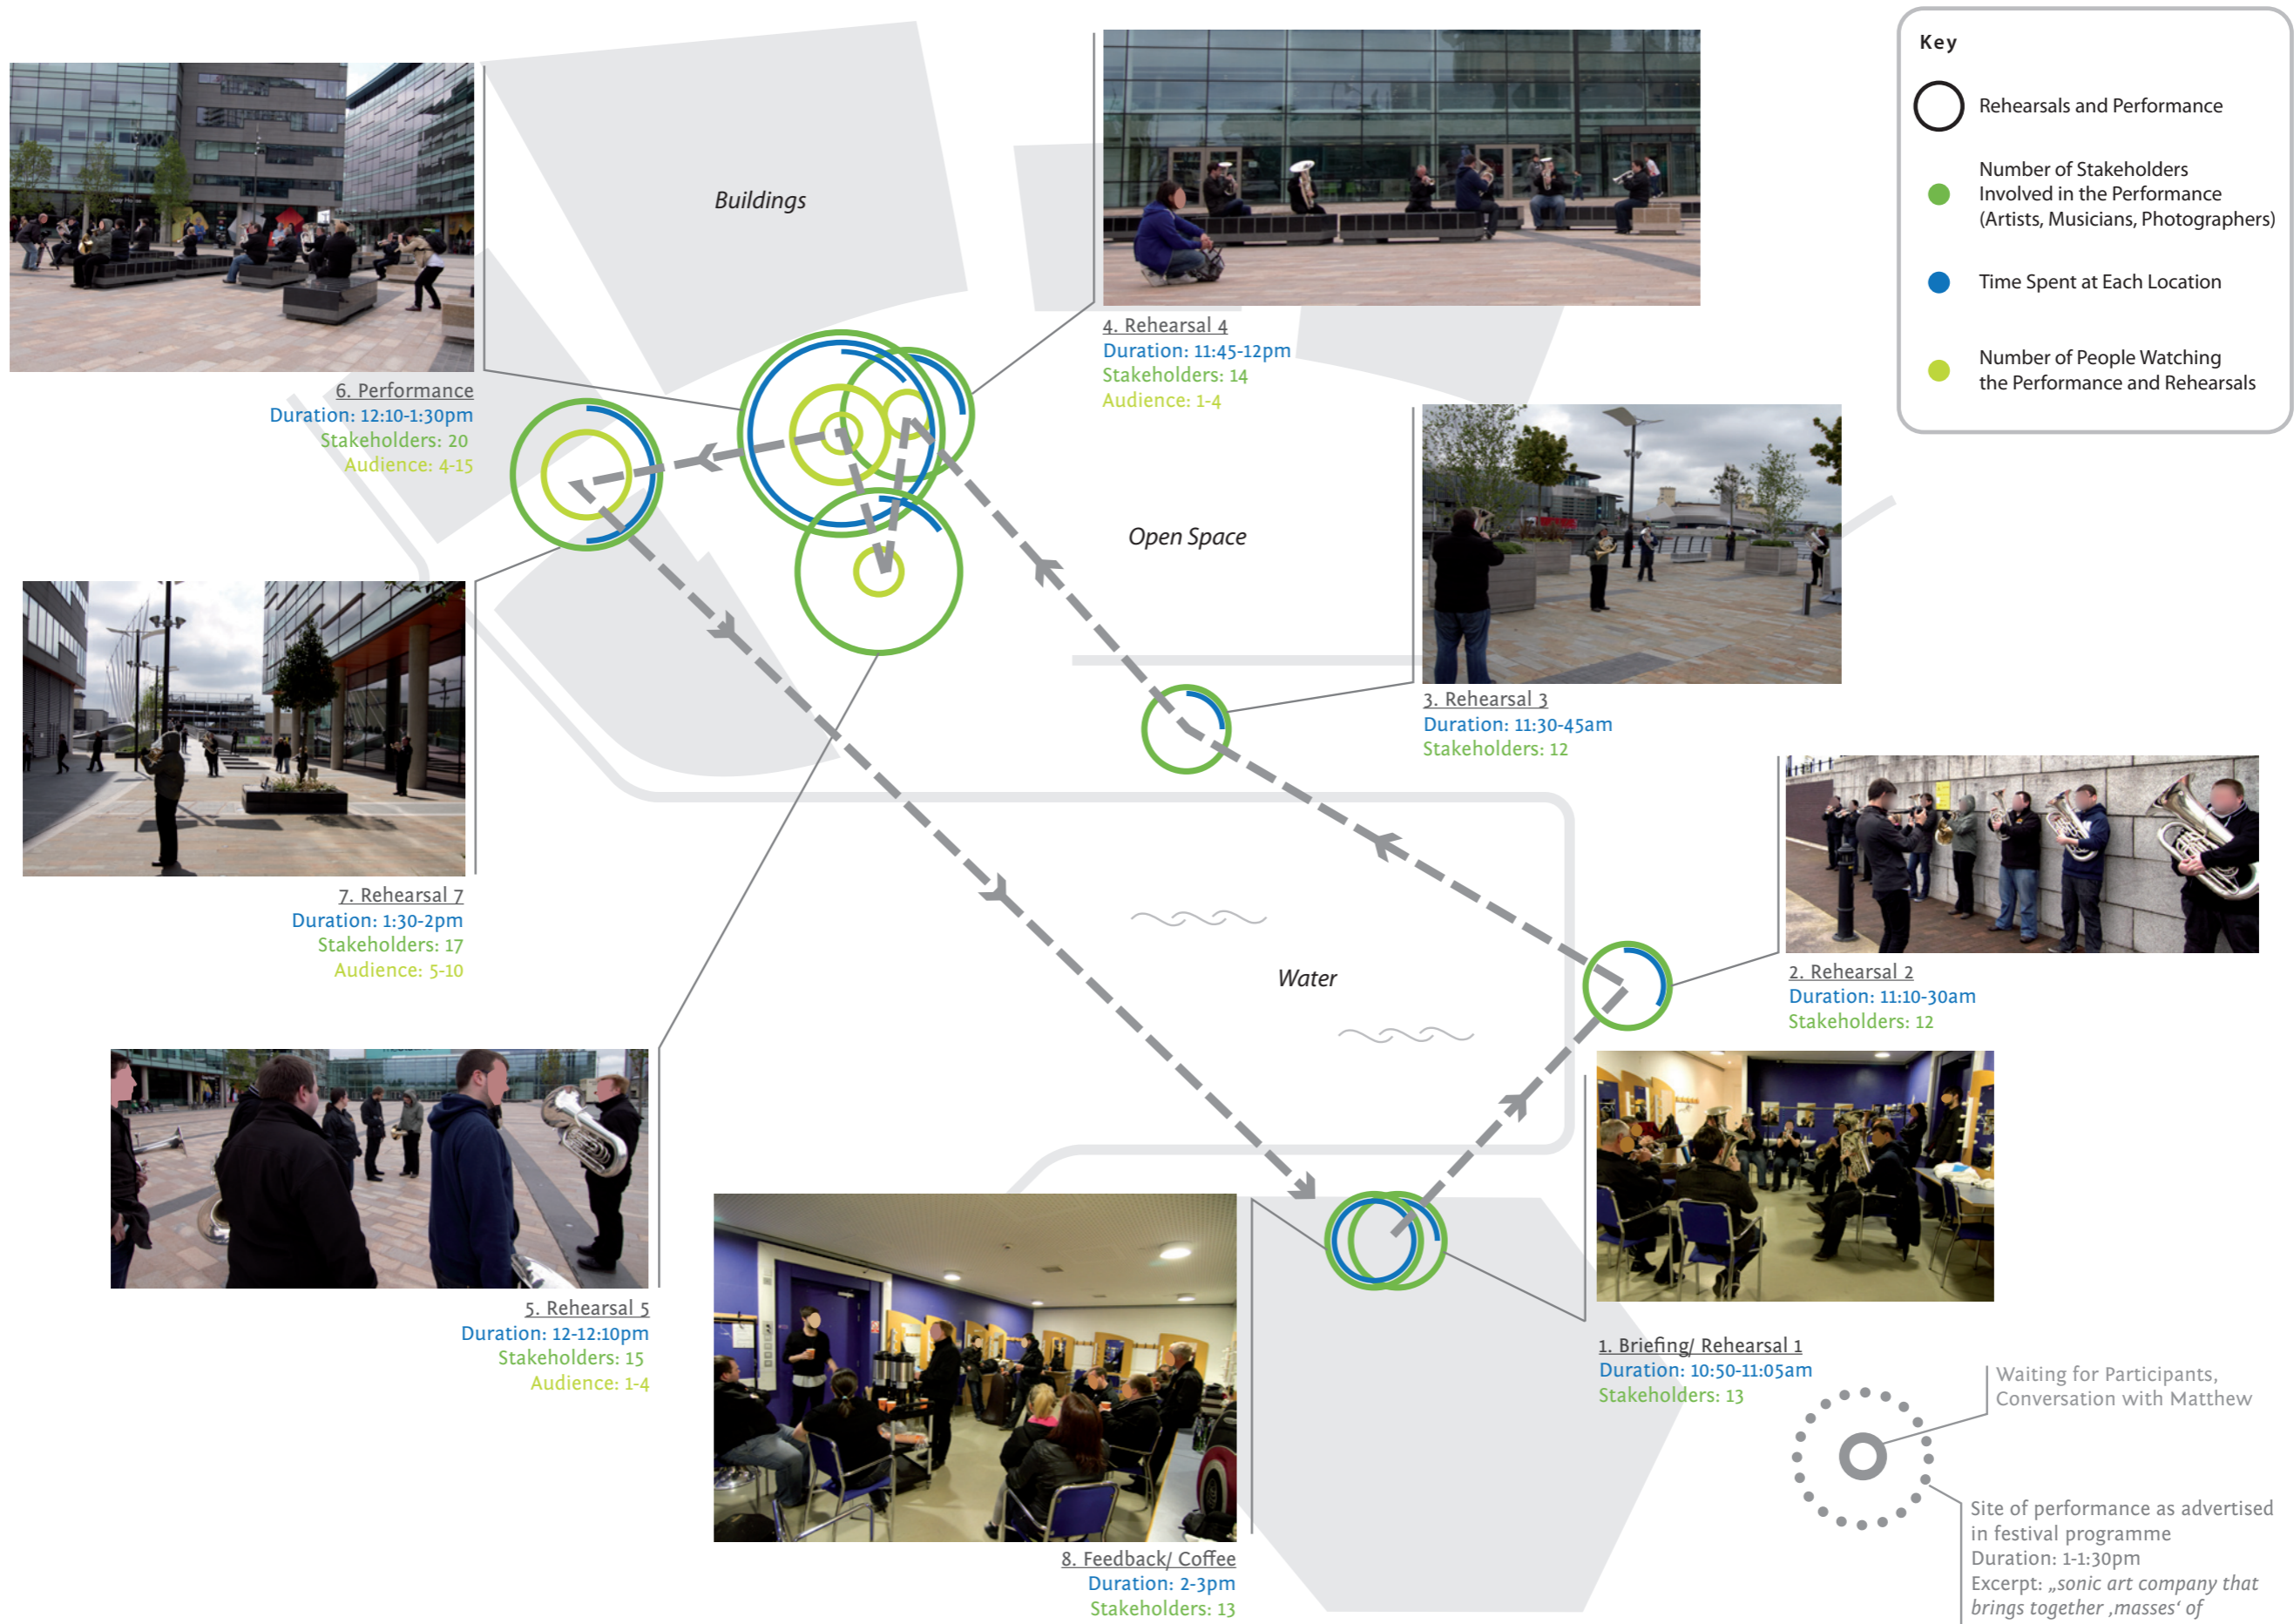 Key
Rehearsals and Performance
Number of Stakeholders
Involved in the Performance
(Artists, Musicians, Photographers)
Time Spent at Each Location
Number of People Watching
the Performance and Rehearsals
Buildings
4. Rehearsal 4
Duration: 11:45-12pm
Stakeholders: 14
Audience: 1-4
6. Performance
Duration: 12:10-1:30pm
Stakeholders: 20
Audience: 4-15
Open Space
3. Rehearsal 3
Duration: 11:30-45am
Stakeholders: 12
7. Rehearsal 7
Duration: 1:30-2pm
Stakeholders: 17
Audience: 5-10
Water
2. Rehearsal 2
Duration: 11:10-30am
Stakeholders: 12
5. Rehearsal 5
Duration: 12-12:10pm
Stakeholders: 15
Audience: 1-4
1. Briefing/ Rehearsal 1
Duration: 10:50-11:05am
Stakeholders: 13
8. Feedback/ Coffee
Duration: 2-3pm
Stakeholders: 13
Waiting for Participants,
Conversation with Matthew
Site of performance as advertised
in festival programme
Duration: 1-1:30pm
Excerpt: „sonic art company that
brings together ‚masses‘ of